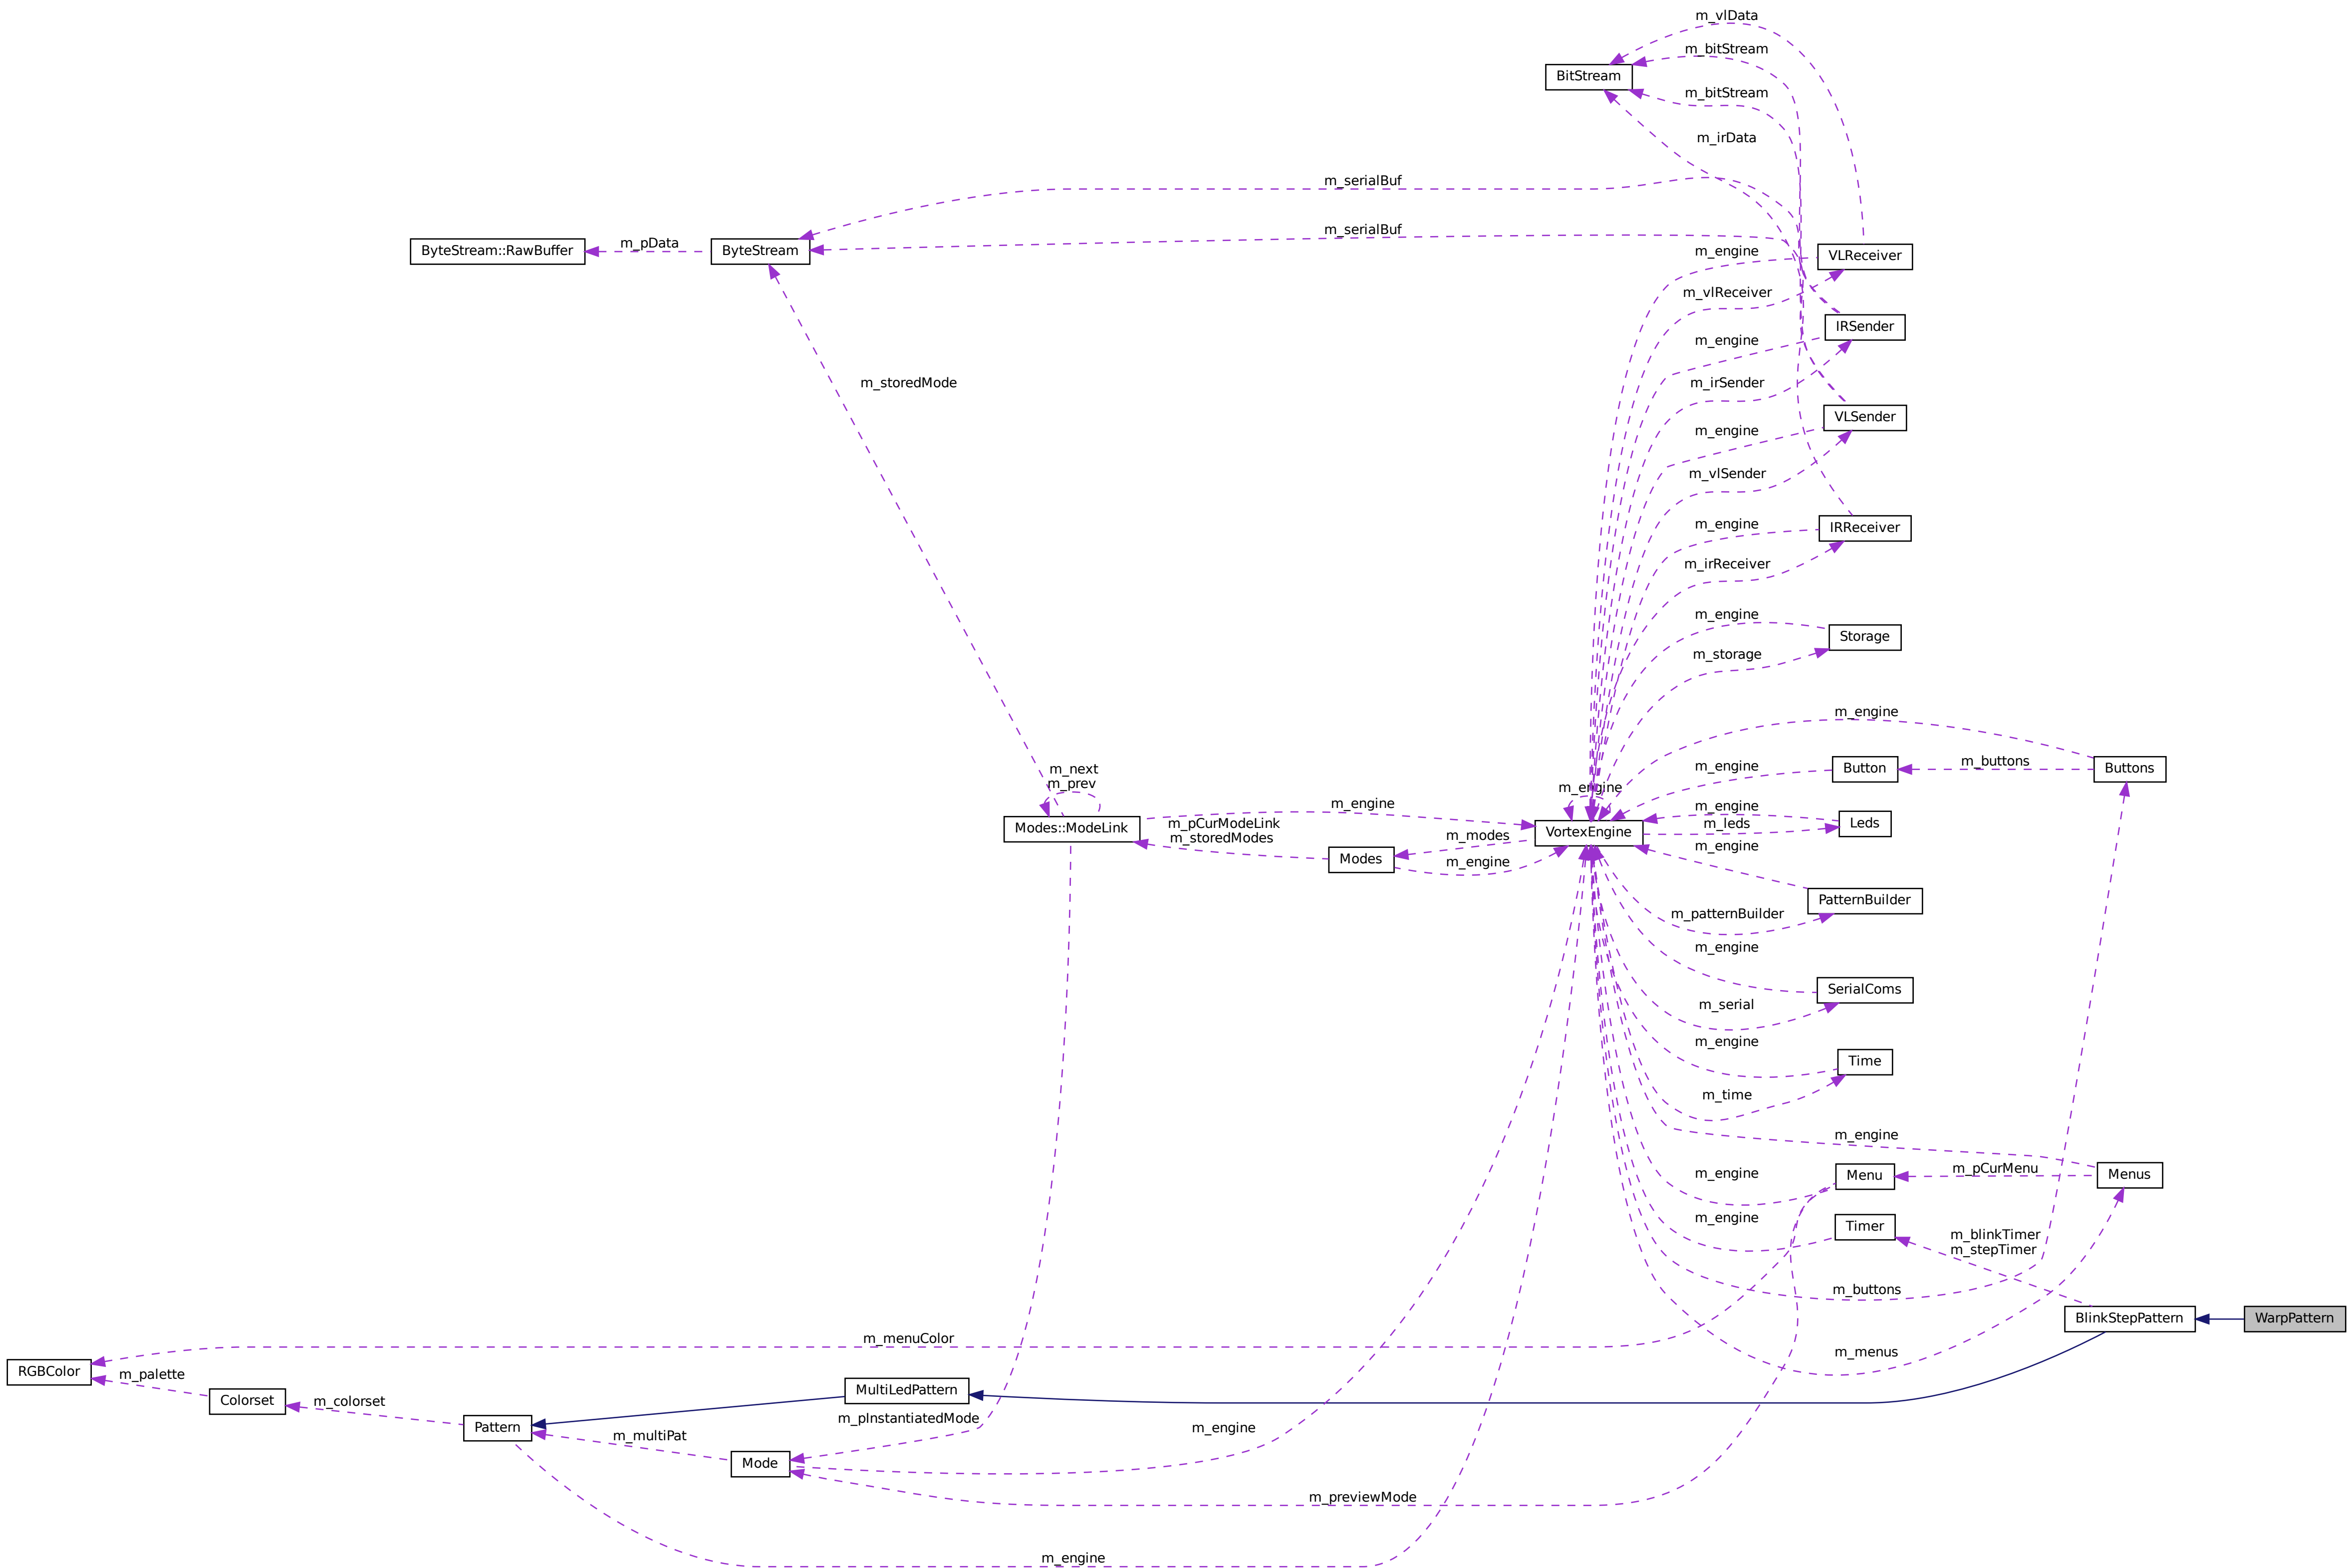 m_vlData
m_bitStream
BitStream
m_bitStream
m_irData
m_serialBuf
m_serialBuf
m_pData
ByteStream::RawBuffer
ByteStream
m_engine
VLReceiver
m_vlReceiver
IRSender
m_engine
m_storedMode
m_irSender
VLSender
m_engine
m_vlSender
m_engine
IRReceiver
m_irReceiver
m_engine
Storage
m_storage
m_engine
m_buttons
m_next
m_prev
m_engine
Button
Buttons
m_engine
m_engine
m_engine
m_pCurModeLink
m_storedModes
Modes::ModeLink
m_modes
VortexEngine
m_leds
Leds
m_engine
Modes
m_engine
PatternBuilder
m_patternBuilder
m_engine
SerialComs
m_serial
m_engine
Time
m_time
m_engine
m_pCurMenu
m_engine
Menu
Menus
m_engine
Timer
m_blinkTimer
m_stepTimer
m_buttons
BlinkStepPattern
WarpPattern
m_menuColor
m_menus
RGBColor
m_palette
Colorset
m_colorset
MultiLedPattern
m_pInstantiatedMode
Pattern
m_multiPat
m_engine
Mode
m_previewMode
m_engine